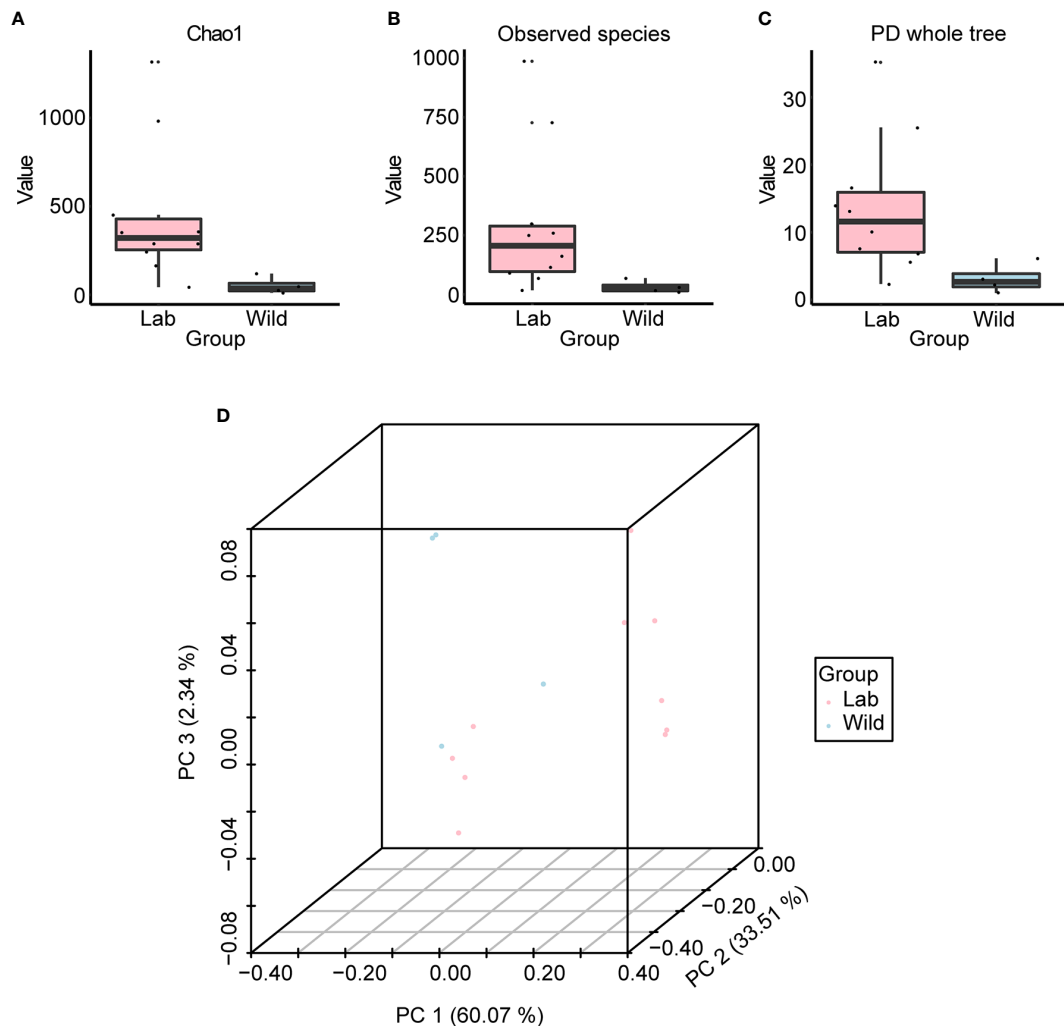 A
Chao1
1000
500
0
Value
Lab Wild
Group
B
Observed species
1000
750
500
250
0
Value
Lab Wild
Group
C
PD whole tree
30
20
10
0
Value
Lab Wild
Group
D
0.08
0.04
0.00
−0.04
−0.08
PC 3 (2.34 %)
−0.40 −0.20 0.00 0.20 0.40
PC 1 (60.07 %)
0.00
−0.20
−0.40
PC 2 (33.51 %)
Group
Lab
Wild